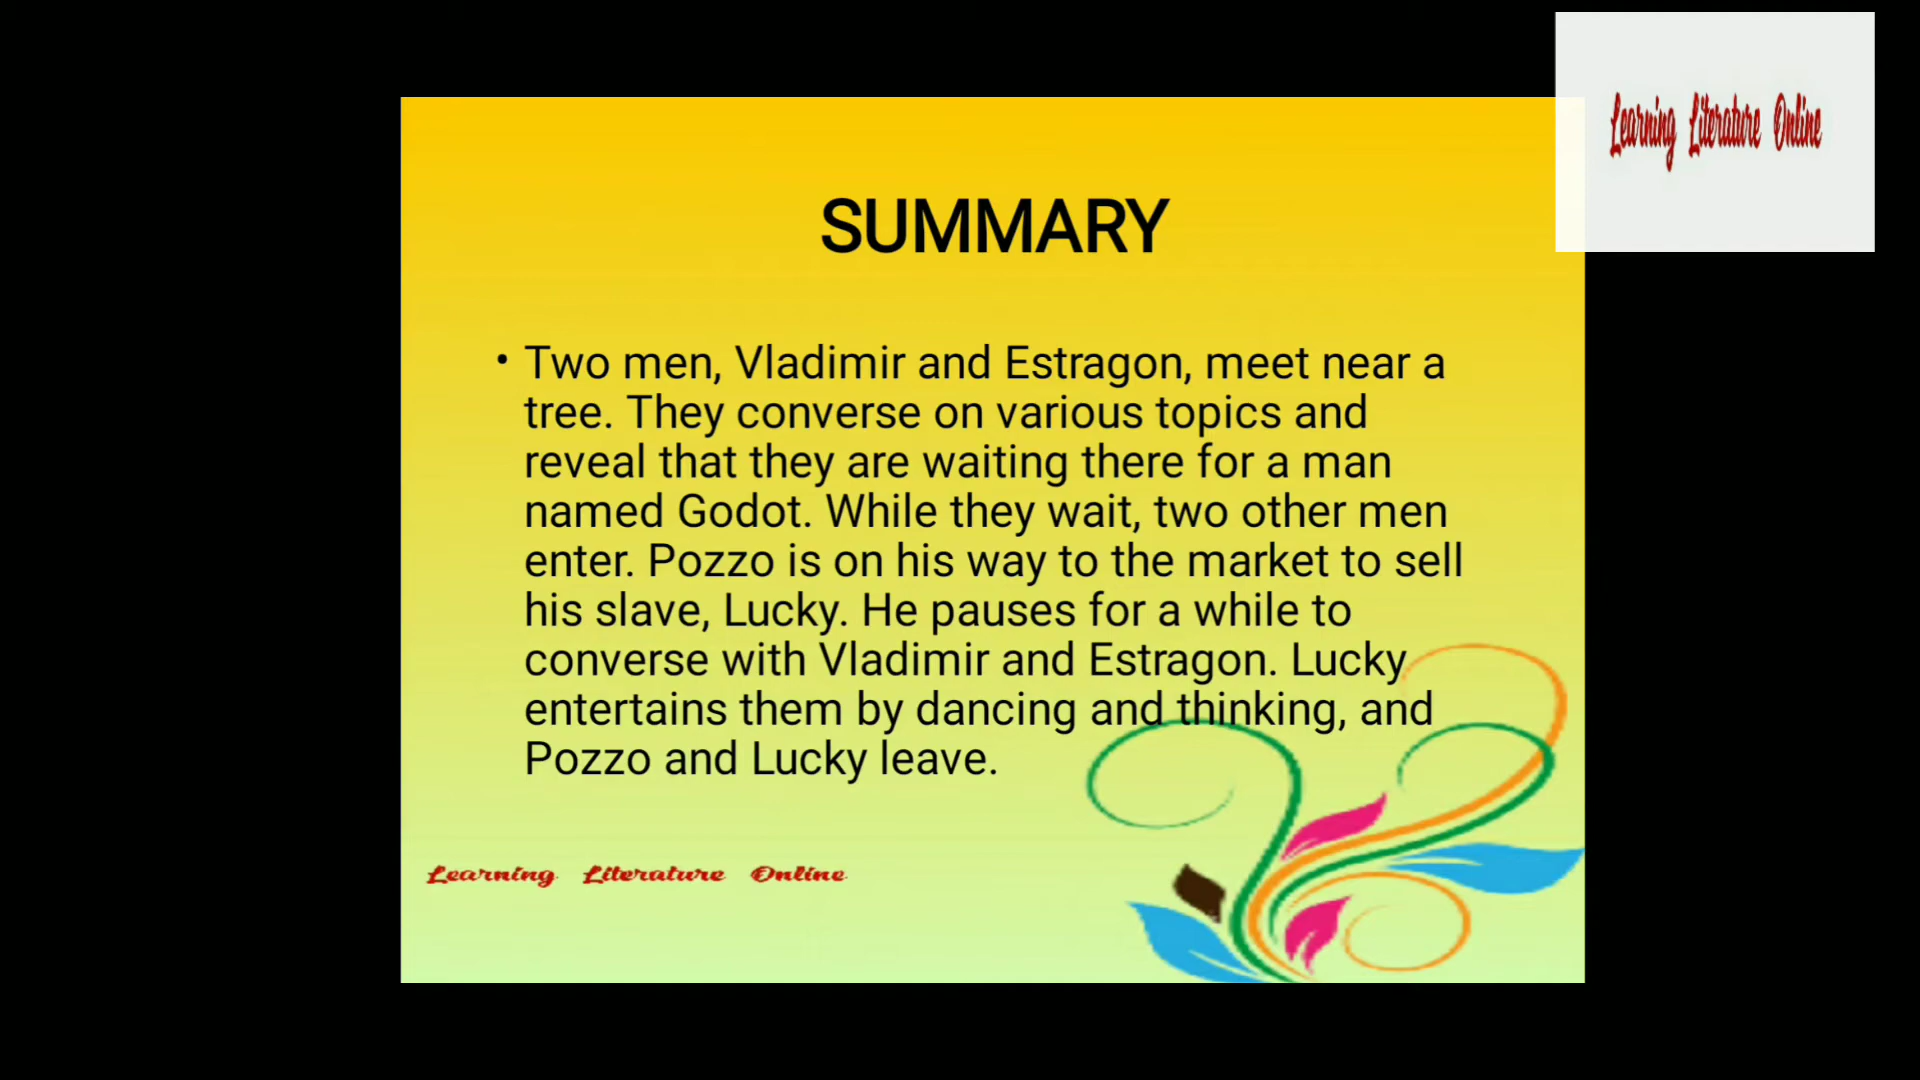 Learning Literature Online
SUMMARY
• Two men, Vladimir and Estragon, meet near a
tree. They converse on various topics and
reveal that they are waiting there for a man
named Godot. While they wait, two other men
enter. Pozzo is on his way to the market to sell
his slave, Lucky. He pauses for a while to
converse with Vladimir and Estragon. Lucky
entertains them by dancing and thinking, and
Pozzo and Lucky leave.
Learning Literature Online